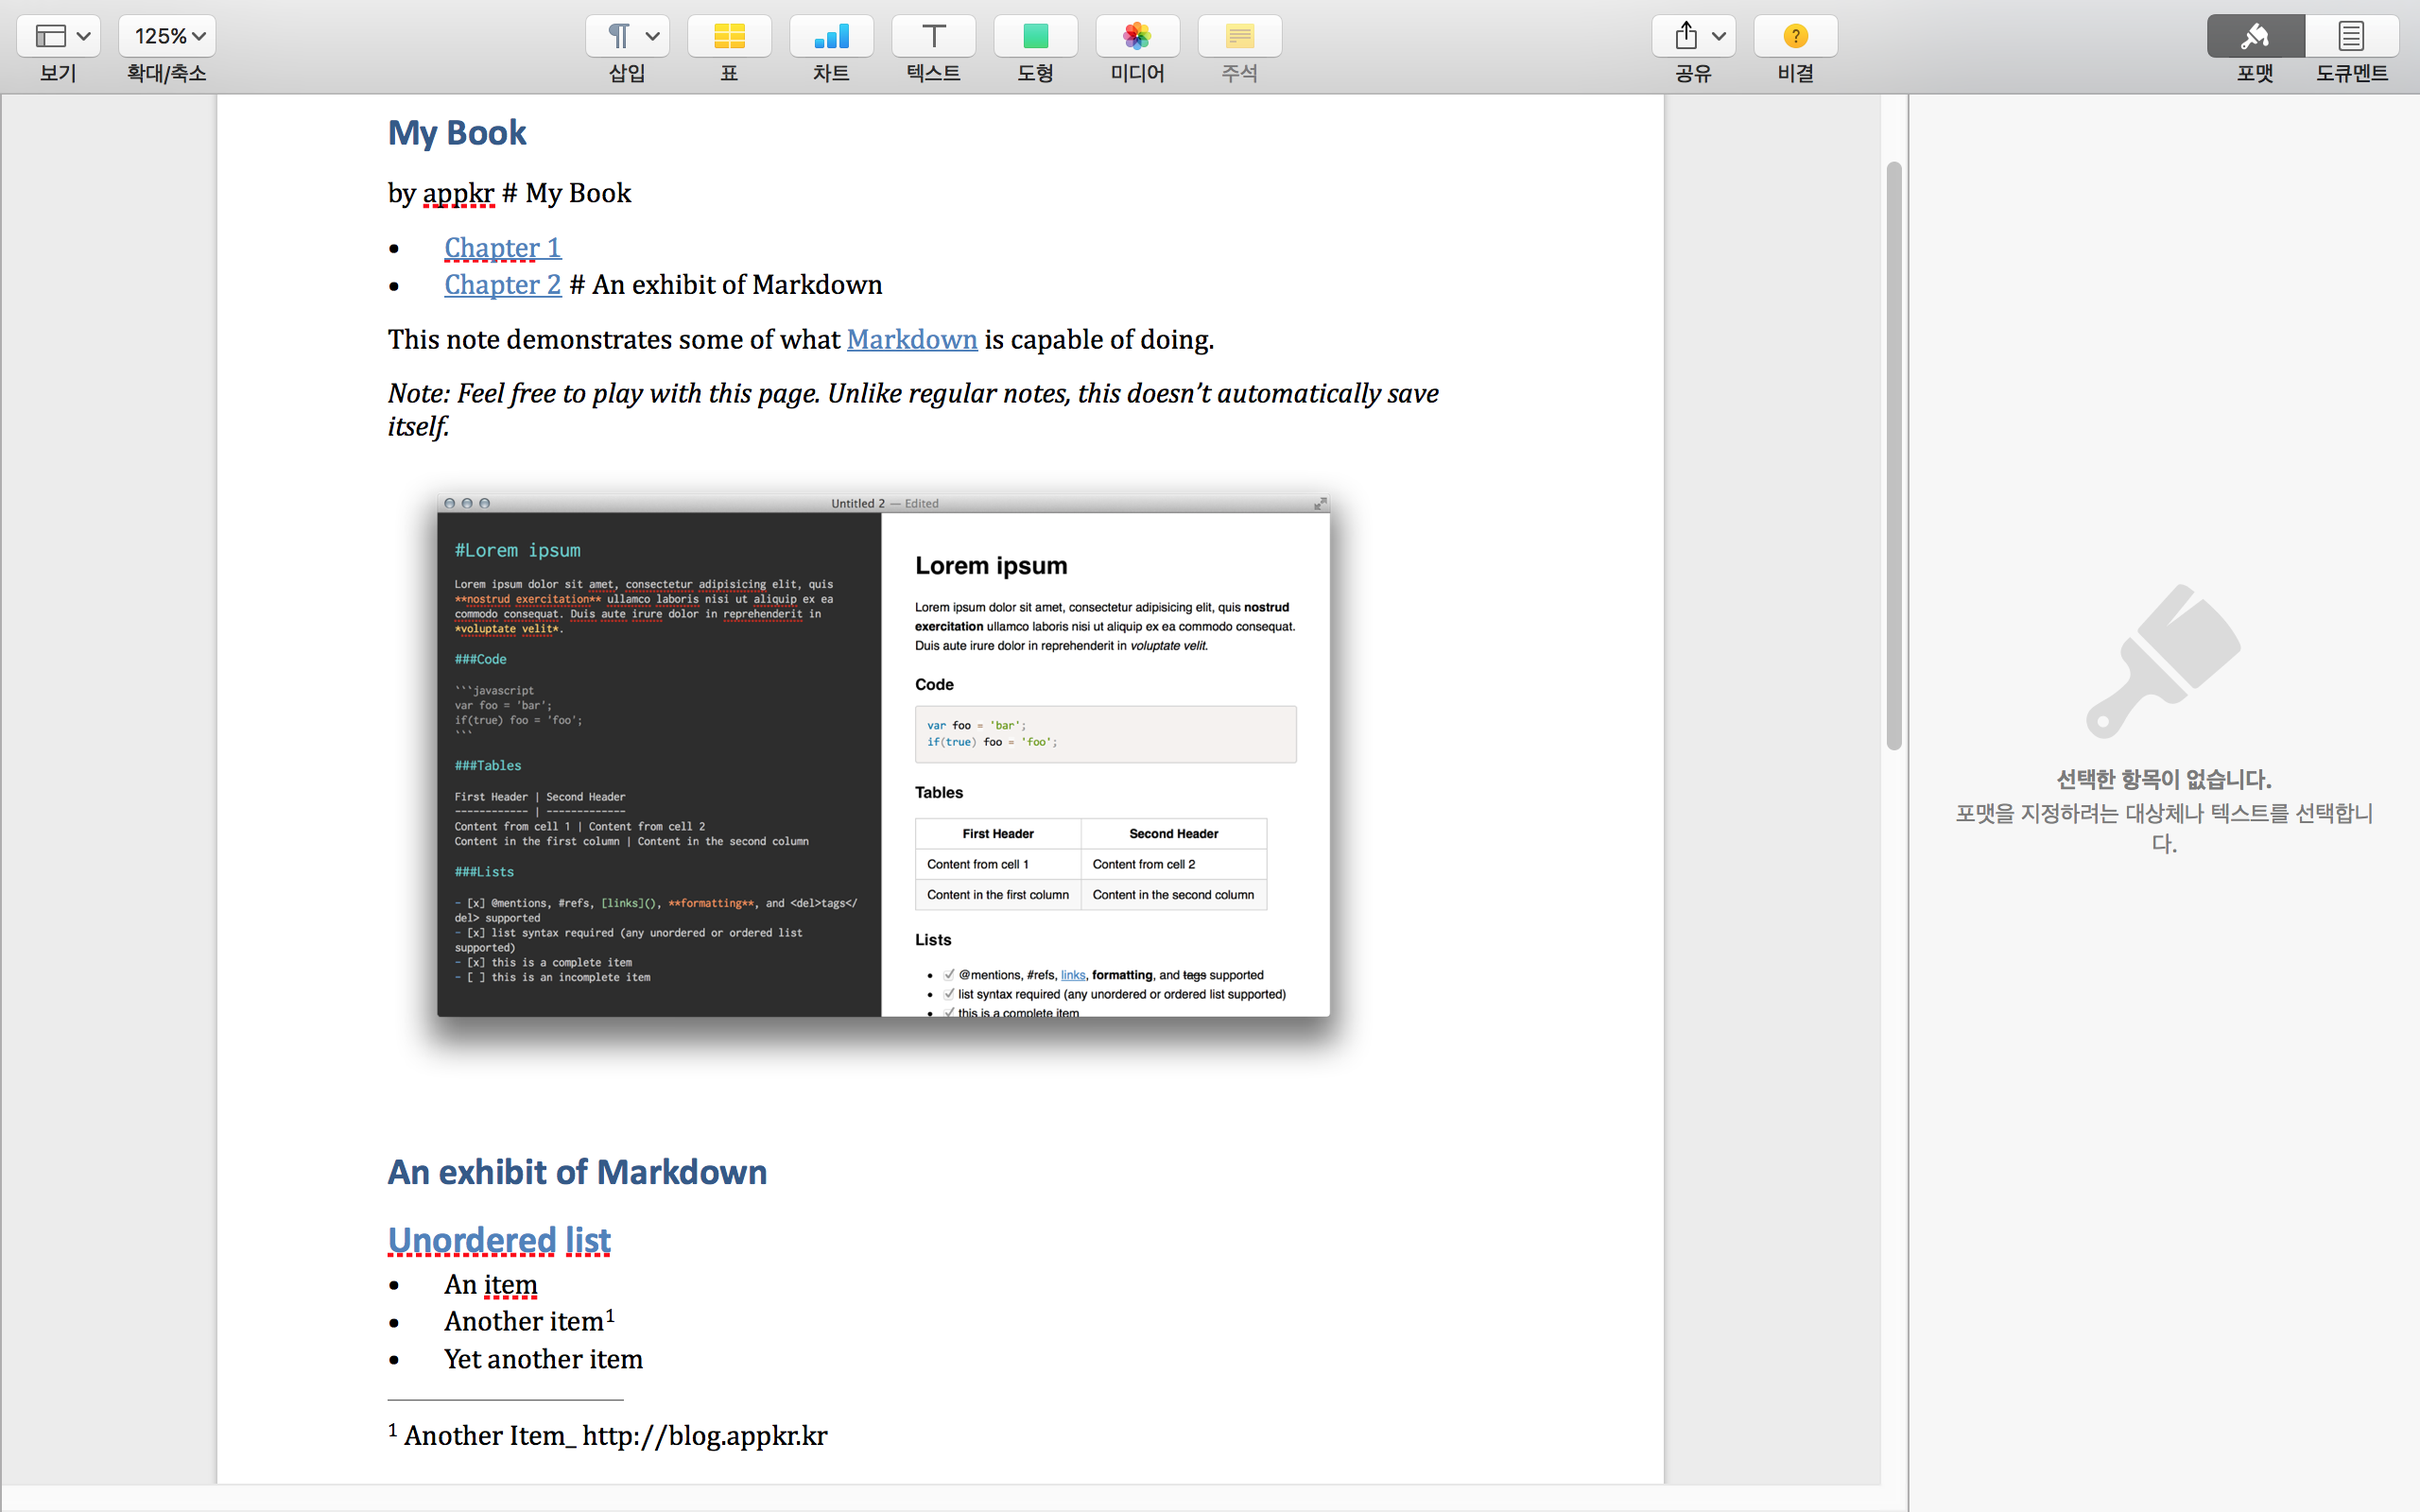 125%
보기
확대/축소
삽입
표
차트
텍스트
도형
미디어
주석
공유
?
비결
포맷
도큐멘트
My Book
by appkr # My Book
• Chapter 1
• Chapter 2 # An exhibit of Markdown
This note demonstrates some of what Markdown is capable of doing.
Note: Feel free to play with this page. Unlike regular notes, this doesn’t automatically save
itself.
Untitled 2 — Edited
#Lorem ipsum
Lorem ipsum dolor sit amet, consectetur adipisicing elit, quis
**nostrud exercitation** ullamco laboris nisi ut aliquip ex ea
commodo consequat. Duis aute irure dolor in reprehenderit in
*voluptate velit*.
###Code
```javascript
var foo = 'bar';
if(true) foo = 'foo';
```
###Tables
First Header | Second Header
------------ | -------------
Content from cell 1 | Content from cell 2
Content in the first column | Content in the second column
###Lists
- [x] @mentions, #refs, [links](), **formatting**, and <del>tags</
del> supported
- [x] list syntax required (any unordered or ordered list
supported)
- [x] this is a complete item
- [ ] this is an incomplete item
Lorem ipsum
Lorem ipsum dolor sit amet, consectetur adipisicing elit, quis nostrud
exercitation ullamco laboris nisi ut aliquip ex ea commodo consequat.
Duis aute irure dolor in reprehenderit in voluptate velit.
Code
var foo = 'bar';
if(true) foo = 'foo';
Tables
First Header Second Header
Content from cell 1 Content from cell 2
Content in the first column Content in the second column
Lists
• @mentions, #refs, links, formatting, and tags supported
• list syntax required (any unordered or ordered list supported)
• this is a complete item
An exhibit of Markdown
Unordered list
• An item
• Another item¹
• Yet another item
¹ Another Item_ http://blog.appkr.kr
선택한 항목이 없습니다.
포맷을 지정하려는 대상체나 텍스트를 선택합니
다.